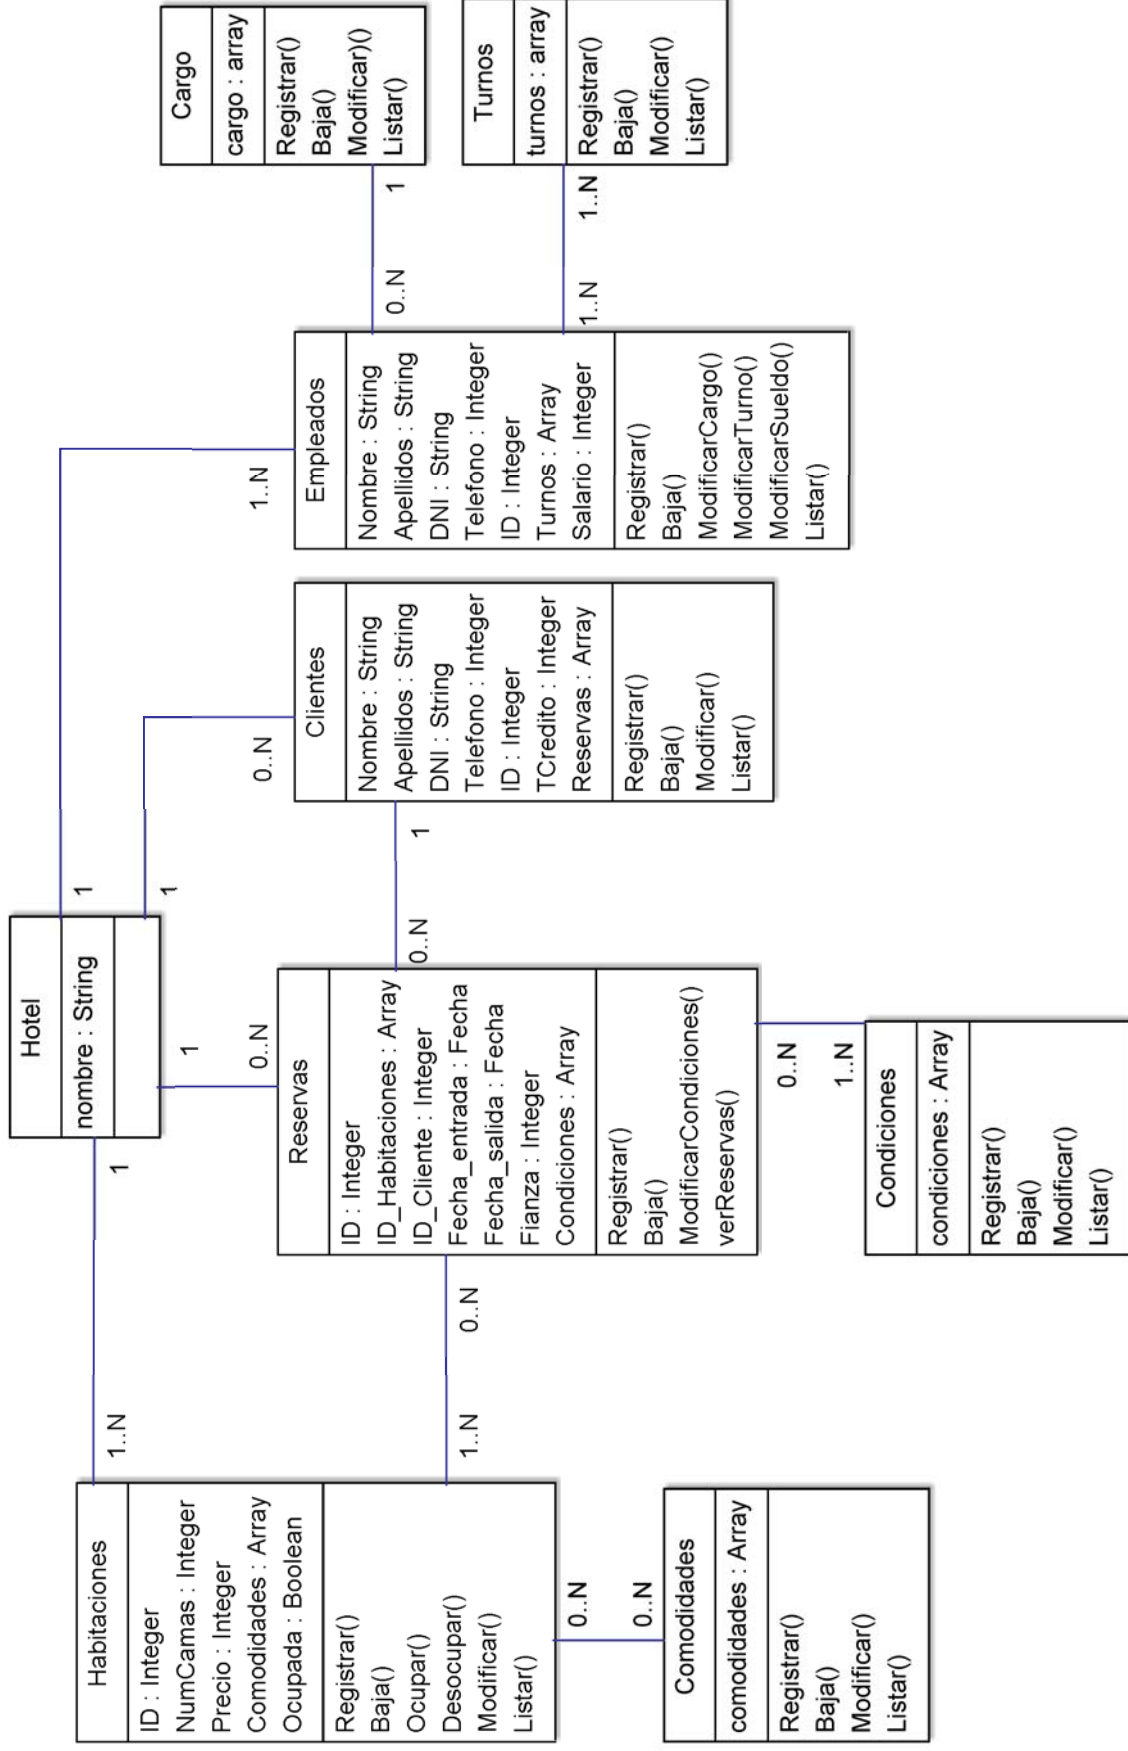 Hotel
nombre : String
1
1
1
1
1..N
0..N
0..N
1..N
Habitaciones
ID : Integer
NumCamas : Integer
Precio : Integer
Comodidades : Array
Ocupada : Boolean
Registrar()
Baja()
Ocupar()
Desocupar()
Modificar()
Listar()
1..N
0..N
Reservas
ID : Integer
ID_Habitaciones : Array
ID_Cliente : Integer
Fecha_entrada : Fecha
Fecha_salida : Fecha
Fianza : Integer
Condiciones : Array
Registrar()
Baja()
ModificarCondiciones()
verReservas()
0..N
1
Clientes
Nombre : String
Apellidos : String
DNI : String
Telefono : Integer
ID : Integer
TCredito : Integer
Reservas : Array
Registrar()
Baja()
Modificar()
Listar()
Empleados
Nombre : String
Apellidos : String
DNI : String
Telefono : Integer
ID : Integer
Turnos : Array
Salario : Integer
Registrar()
Baja()
ModificarCargo()
ModificarTurno()
ModificarSueldo()
Listar()
0..N
1
1..N
1..N
Cargo
cargo : array
Registrar()
Baja()
Modificar)()
Listar()
Turnos
turnos : array
Registrar()
Baja()
Modificar()
Listar()
0..N
0..N
Comodidades
comodidades : Array
Registrar()
Baja()
Modificar()
Listar()
0..N
1..N
Condiciones
condiciones : Array
Registrar()
Baja()
Modificar()
Listar()